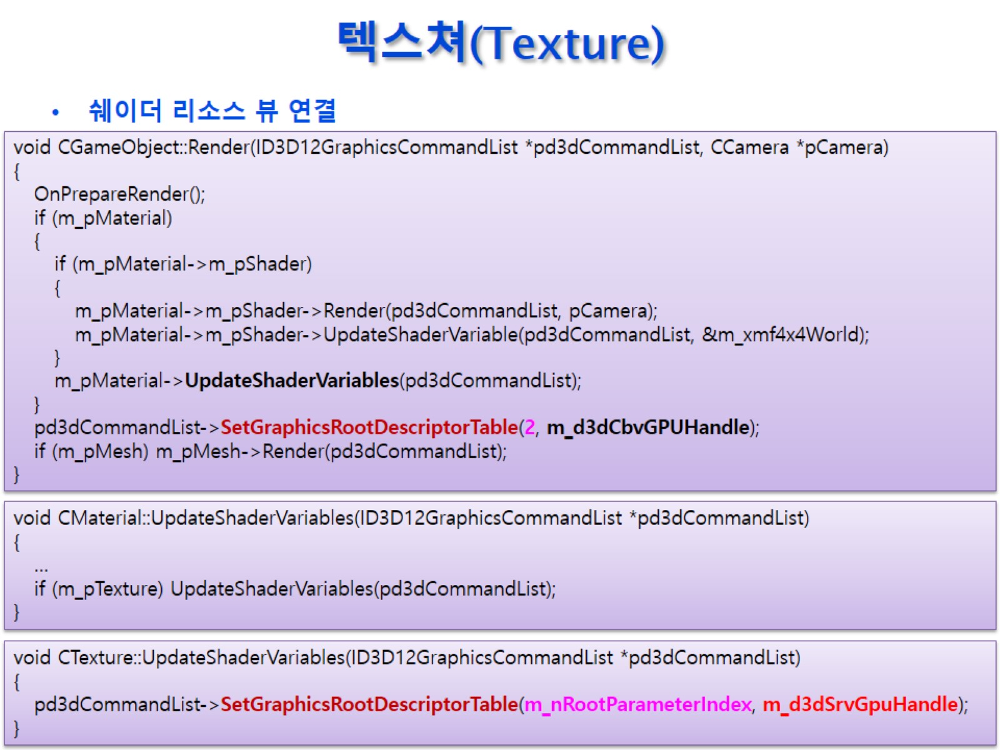 텍스쳐(Texture)
• 쉐이더 리소스 뷰 연결
void CGameObject::Render(ID3D12GraphicsCommandList *pd3dCommandList, CCamera *pCamera)
{
OnPrepareRender();
if (m_pMaterial)
{
if (m_pMaterial->m_pShader)
{
m_pMaterial->m_pShader->Render(pd3dCommandList, pCamera);
m_pMaterial->m_pShader->UpdateShaderVariable(pd3dCommandList, &m_xmf4x4World);
}
m_pMaterial->UpdateShaderVariables(pd3dCommandList);
}
pd3dCommandList->SetGraphicsRootDescriptorTable(2, m_d3dCbvGPUHandle);
if (m_pMesh) m_pMesh->Render(pd3dCommandList);
}
void CMaterial::UpdateShaderVariables(ID3D12GraphicsCommandList *pd3dCommandList)
{
...
if (m_pTexture) UpdateShaderVariables(pd3dCommandList);
}
void CTexture::UpdateShaderVariables(ID3D12GraphicsCommandList *pd3dCommandList)
{
pd3dCommandList->SetGraphicsRootDescriptorTable(m_nRootParameterIndex, m_d3dSrvGpuHandle);
}